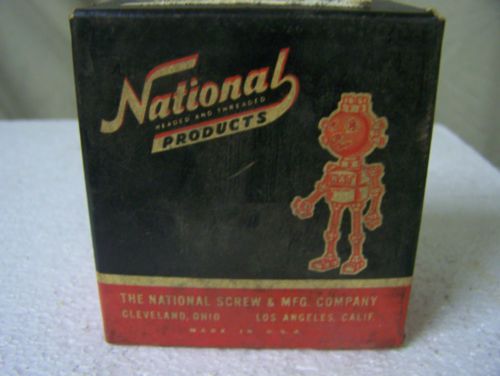 National
HEADED AND THREADED
PRODUCTS
THE NATIONAL SCREW & MFG. COMPANY
CLEVELAND, OHIO LOS ANGELES, CALIF.
MADE IN U.S.A.